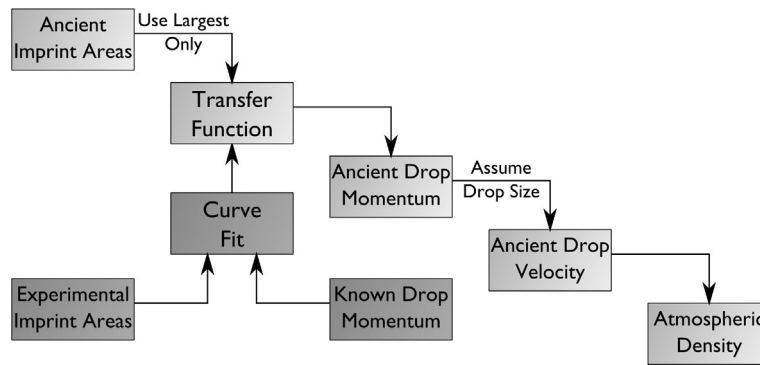 Ancient
Imprint Areas
Use Largest
Only
Transfer
Function
Ancient Drop
Momentum
Assume
Drop Size
Curve
Fit
Ancient Drop
Velocity
Experimental
Imprint Areas
Known Drop
Momentum
Atmospheric
Density